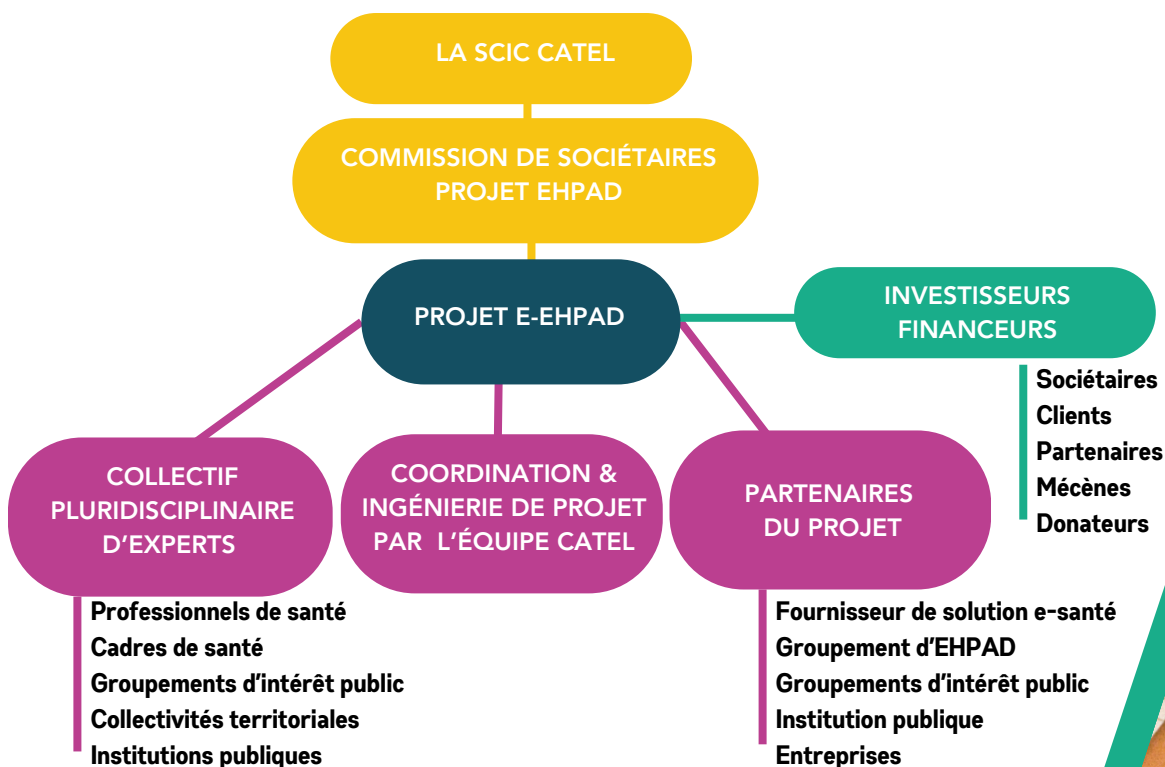 LA SCIC CATEL
COMMISSION DE SOCIÉTAIRES
PROJET EHPAD
PROJET E-EHPAD
INVESTISSEURS
FINANCEURS
Sociétaires
Clients
Partenaires
Mécènes
Donateurs
COLLECTIF
PLURIDISCIPLINAIRE
D'EXPERTS
COORDINATION &
INGÉNIERIE DE PROJET
PAR L'ÉQUIPE CATEL
PARTENAIRES
DU PROJET
Professionnels de santé
Cadres de santé
Groupements d'intérêt public
Collectivités territoriales
Institutions publiques
Fournisseur de solution e-santé
Groupement d'EHPAD
Groupements d'intérêt public
Institution publique
Entreprises